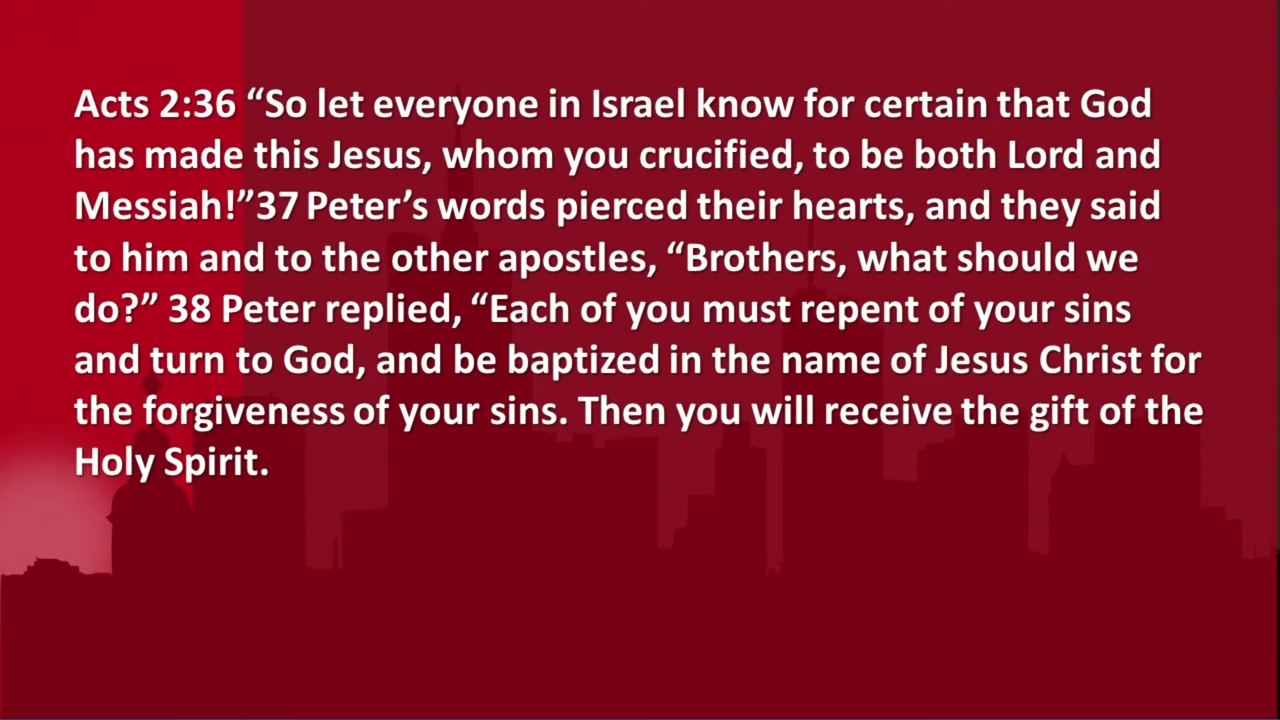 Acts 2:36 “So let everyone in Israel know for certain that God
has made this Jesus, whom you crucified, to be both Lord and
Messiah!”37 Peter’s words pierced their hearts, and they said
to him and to the other apostles, “Brothers, what should we
do?” 38 Peter replied, “Each of you must repent of your sins
and turn to God, and be baptized in the name of Jesus Christ for
the forgiveness of your sins. Then you will receive the gift of the
Holy Spirit.